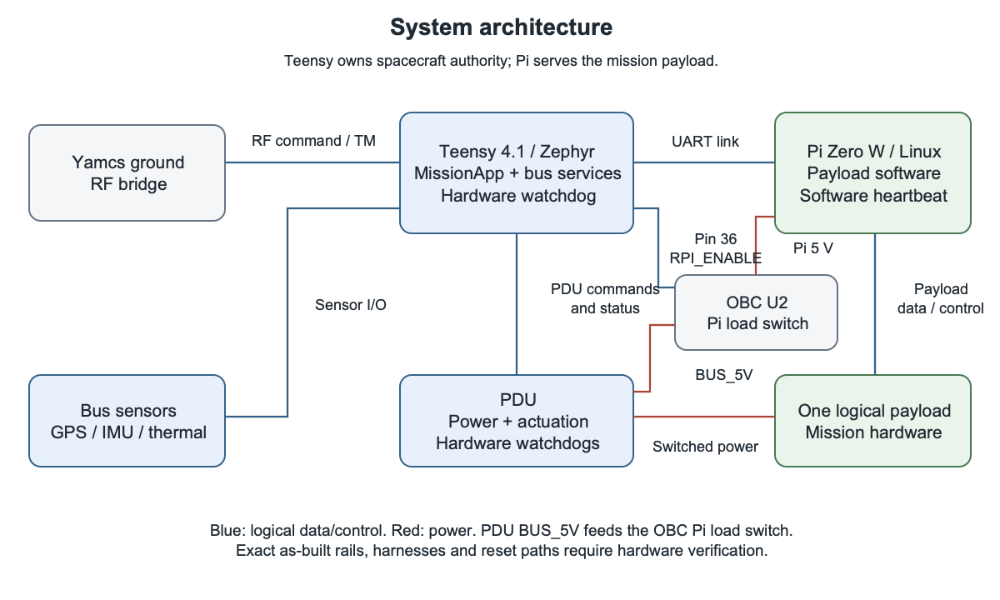 System architecture
Teensy owns spacecraft authority; Pi serves the mission payload.
Yamcs ground
RF bridge
RF command / TM
Teensy 4.1 / Zephyr
MissionApp + bus services
Hardware watchdog
UART link
Pi Zero W / Linux
Payload software
Software heartbeat
Pin 36
RPI_ENABLE
Pi 5 V
Sensor I/O
PDU commands
and status
OBC U2
Pi load switch
Payload
data / control
BUS_5V
Bus sensors
GPS / IMU / thermal
PDU
Power + actuation
Hardware watchdogs
Switched power
One logical payload
Mission hardware
Blue: logical data/control. Red: power. PDU BUS_5V feeds the OBC Pi load switch.
Exact as-built rails, harnesses and reset paths require hardware verification.